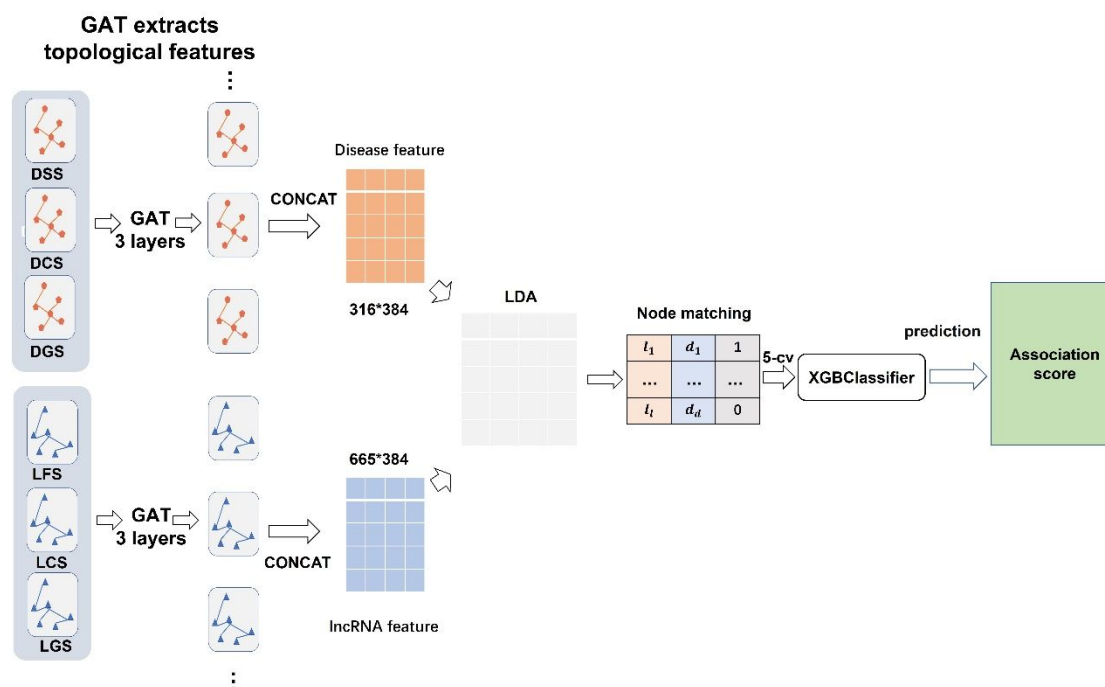 GAT extracts
topological features
...
DSS
DCS
DGS
GAT
3 layers
CONCAT
Disease feature
316*384
LFS
LCS
LGS
GAT
3 layers
CONCAT
665*384
lncRNA feature
...
LDA
Node matching
l₁ d₁ 1
... ... ...
lₗ d_d 0
5-cv
XGBClassifier
prediction
Association
score